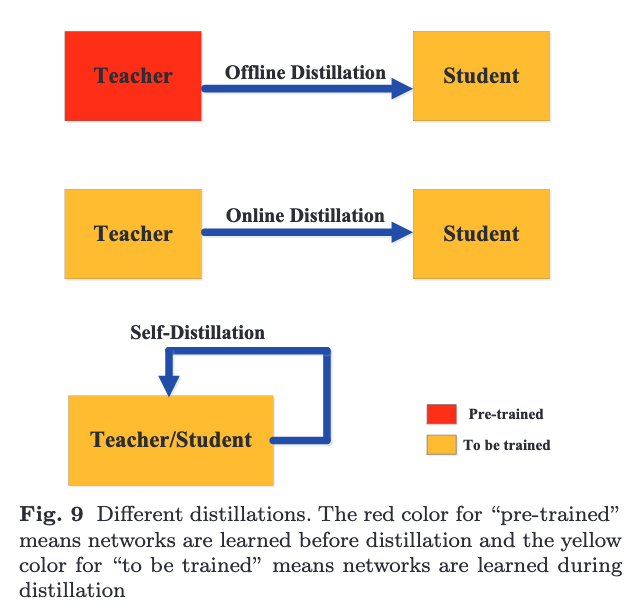 Teacher
Offline Distillation
Student
Teacher
Online Distillation
Student
Self-Distillation
Teacher/Student
Pre-trained
To be trained
Fig. 9 Different distillations. The red color for “pre-trained”
means networks are learned before distillation and the yellow
color for “to be trained” means networks are learned during
distillation